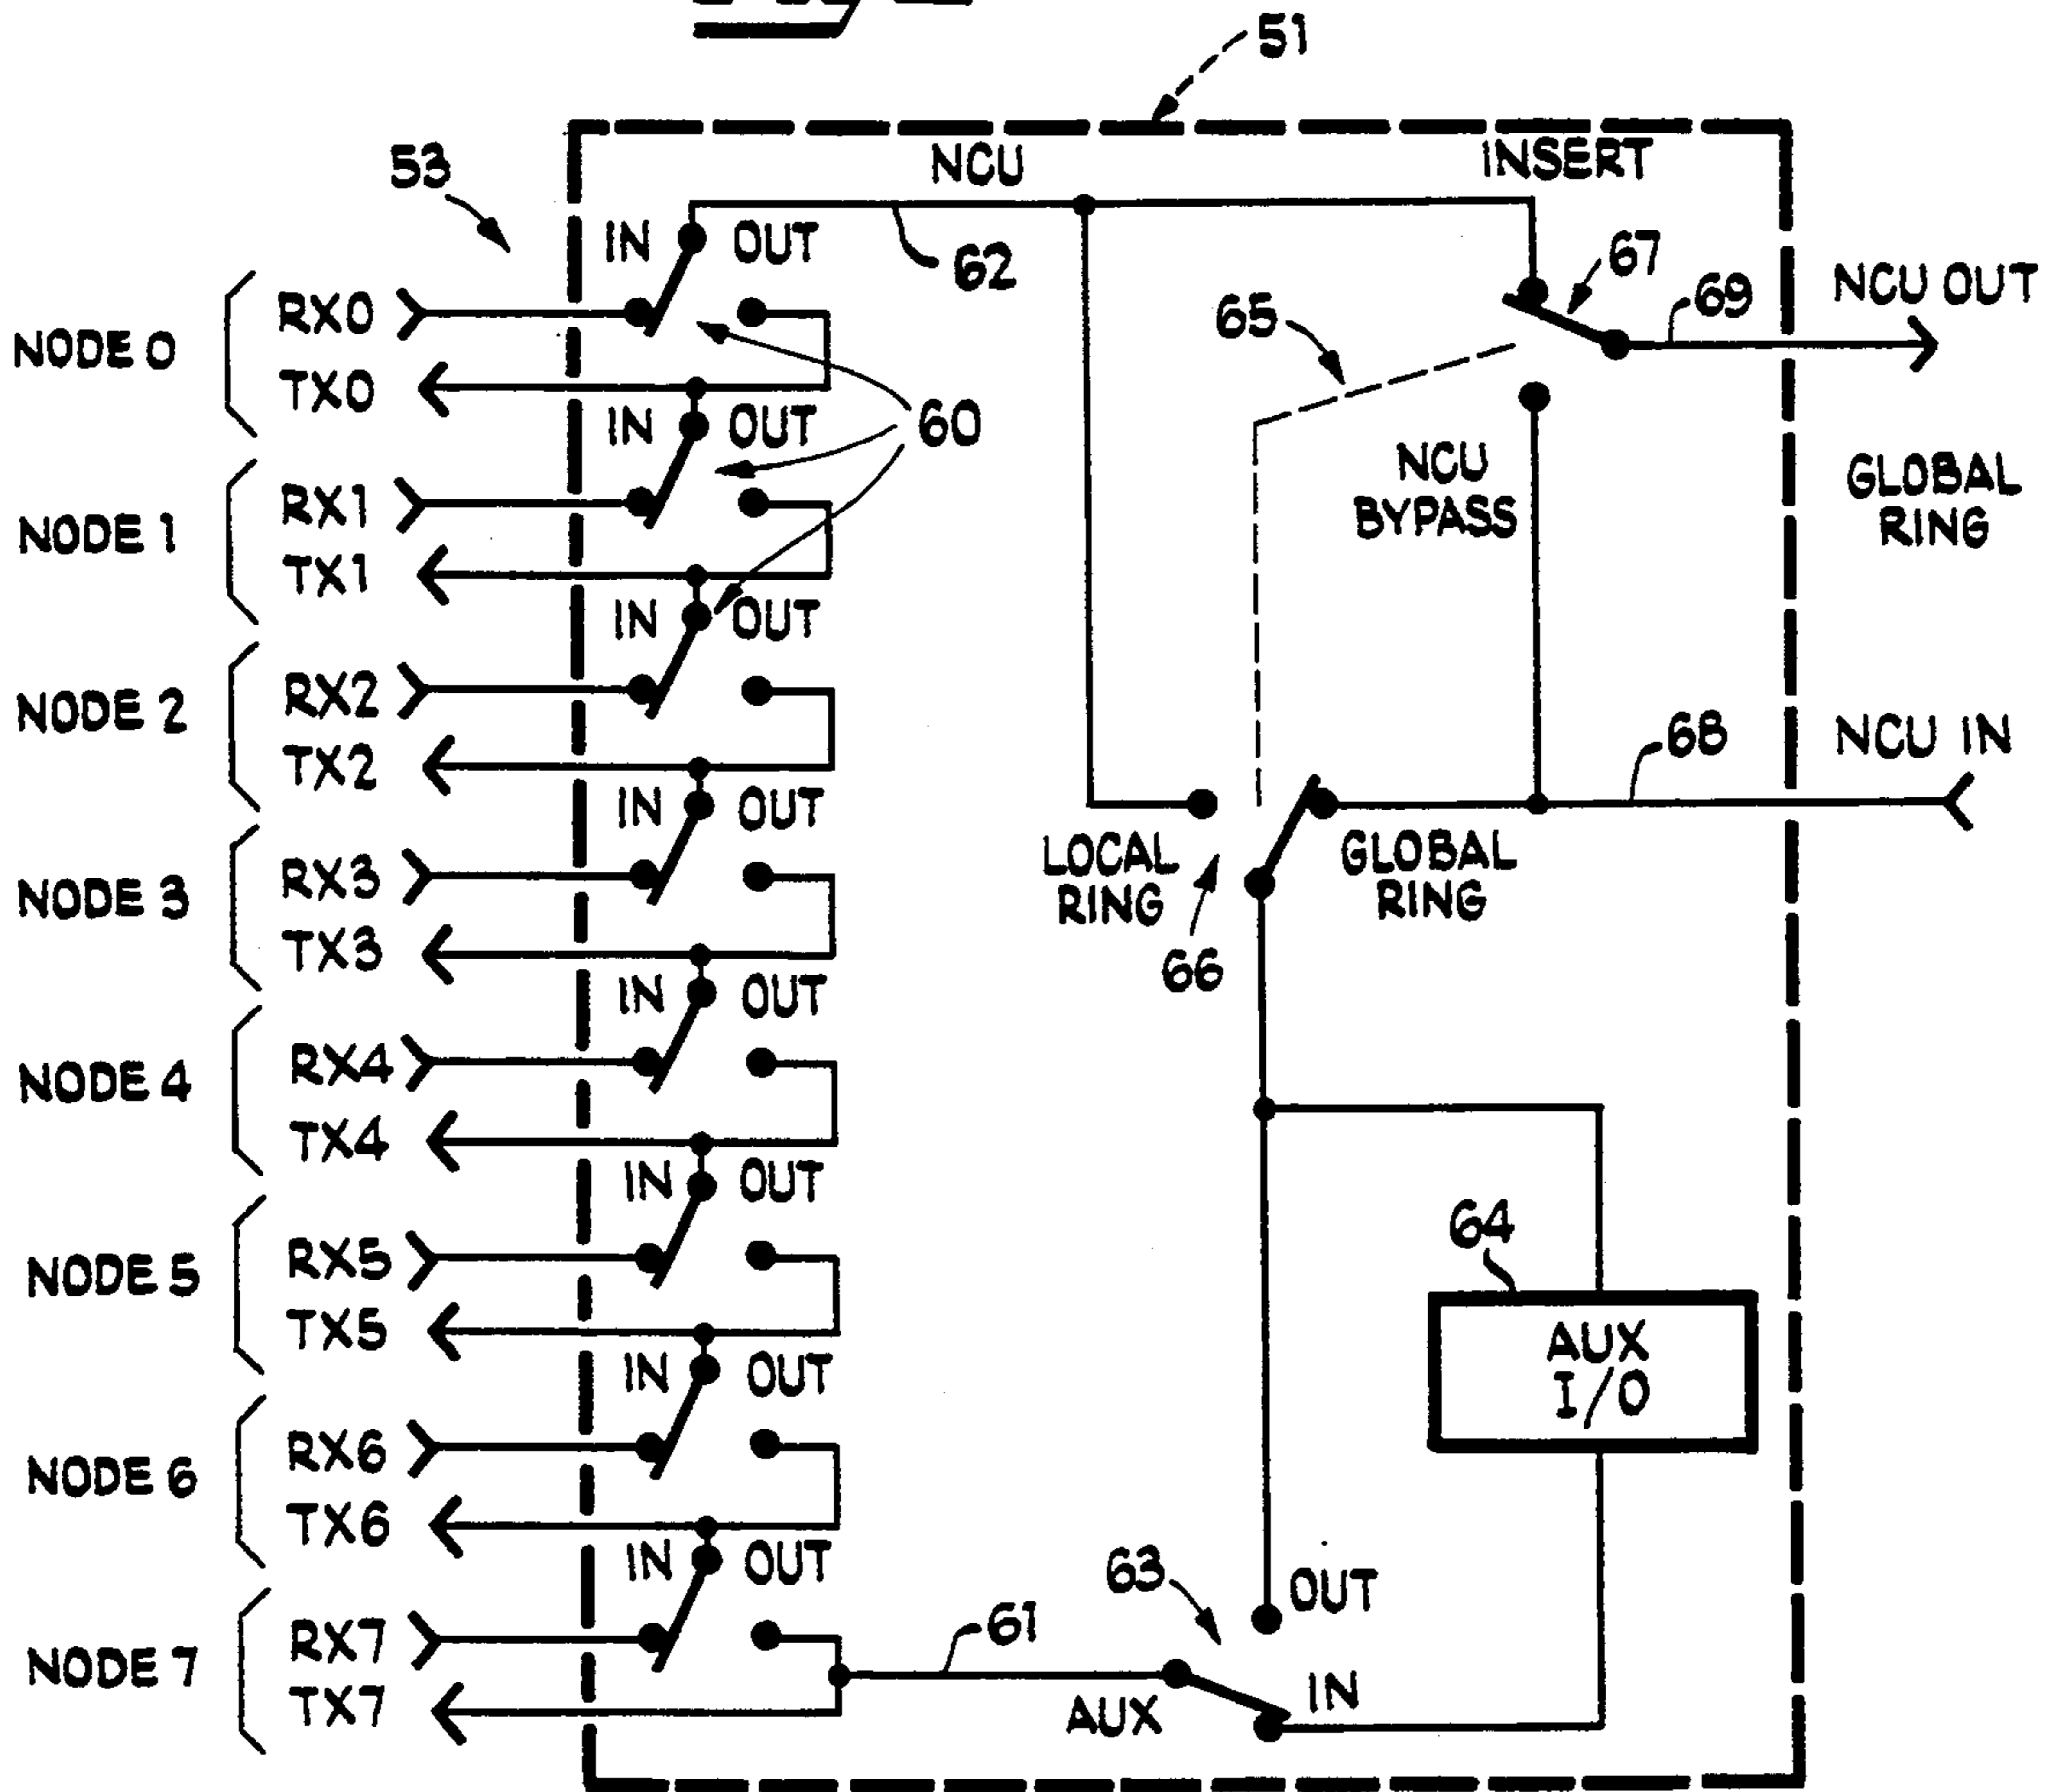 51
53
NCU
INSERT
IN
OUT
62
67
69
NCU OUT
65
NODE 0
RX0
TX0
60
IN
OUT
NCU
BYPASS
GLOBAL
RING
NODE 1
RX1
TX1
IN
OUT
NODE 2
RX2
TX2
68
NCU IN
IN
OUT
LOCAL
RING
GLOBAL
RING
66
NODE 3
RX3
TX3
IN
OUT
NODE 4
RX4
TX4
IN
OUT
64
NODE 5
RX5
TX5
AUX
I/O
IN
OUT
NODE 6
RX6
TX6
IN
OUT
63
OUT
NODE 7
RX7
TX7
61
AUX
IN